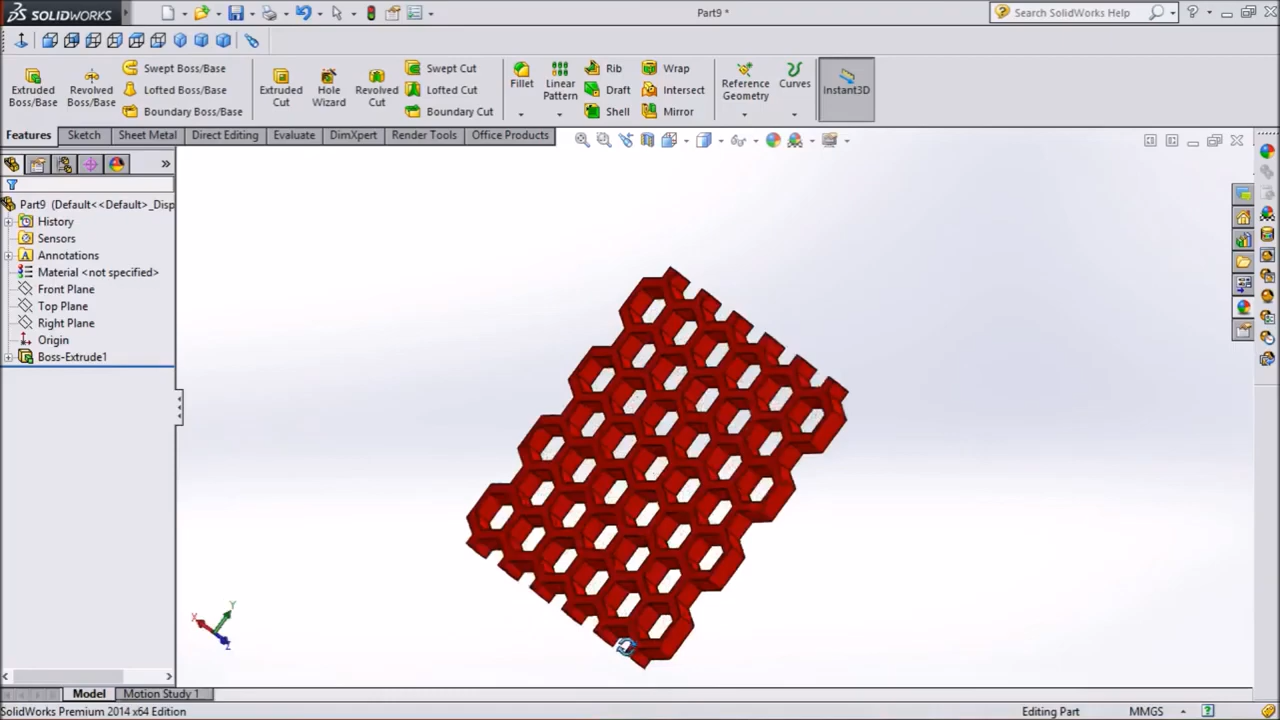 SOLIDWORKS
Part9 *
Search SolidWorks Help
Extruded Boss/Base
Revolved Boss/Base
Swept Boss/Base
Lofted Boss/Base
Boundary Boss/Base
Extruded Cut
Hole Wizard
Revolved Cut
Swept Cut
Lofted Cut
Boundary Cut
Fillet
Linear Pattern
Rib
Draft
Shell
Wrap
Intersect
Mirror
Reference Geometry
Curves
Instant3D
Features Sketch Sheet Metal Direct Editing Evaluate DimXpert Render Tools Office Products
Part9 (Default<<Default>_Disp
History
Sensors
Annotations
Material <not specified>
Front Plane
Top Plane
Right Plane
Origin
Boss-Extrude1
Y
X
Z
Model Motion Study 1
SolidWorks Premium 2014 x64 Edition Editing Part MMGS